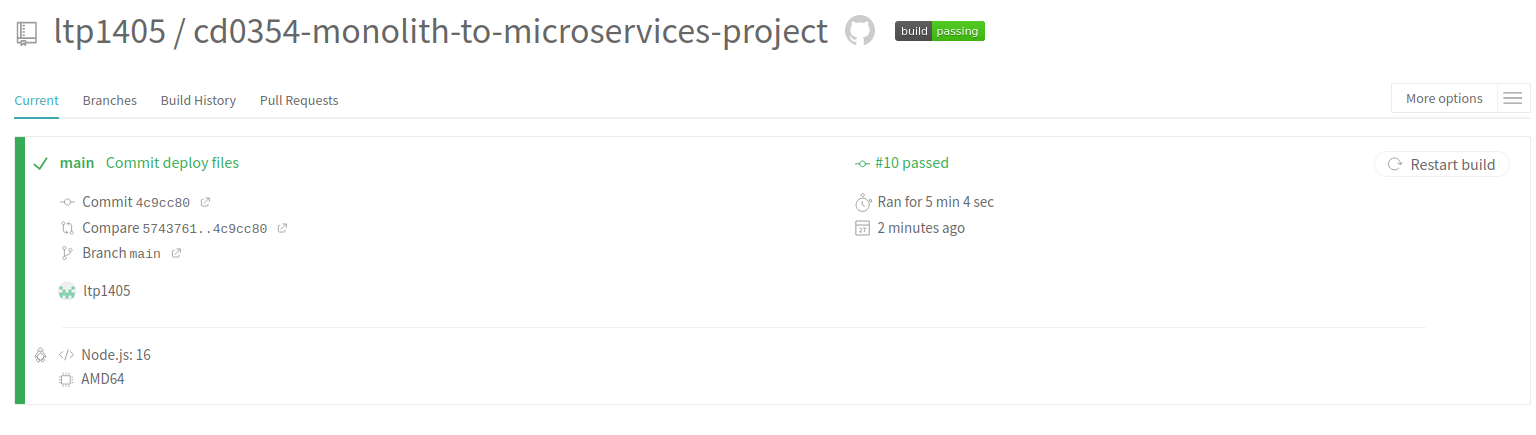 ltp1405 / cd0354-monolith-to-microservices-project build passing
Current Branches Build History Pull Requests More options
main Commit deploy files #10 passed Restart build
Commit 4c9cc80 Ran for 5 min 4 sec
Compare 5743761..4c9cc80 2 minutes ago
Branch main
ltp1405
Node.js: 16
AMD64